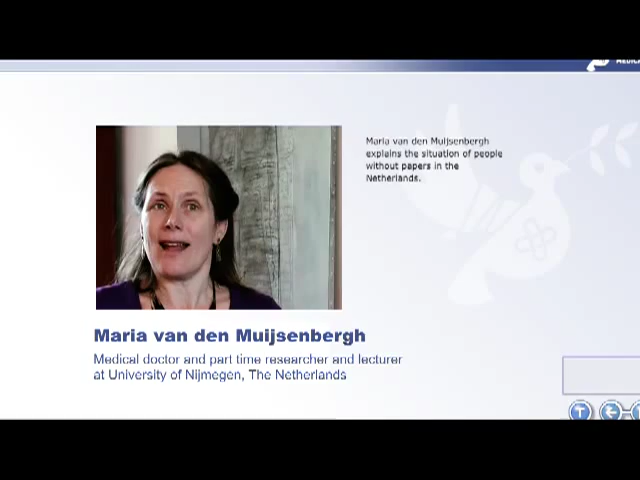 Maria van den Muijsenbergh
explains the situation of people
without papers in the
Netherlands.
Maria van den Muijsenbergh
Medical doctor and part time researcher and lecturer
at University of Nijmegen, The Netherlands
T